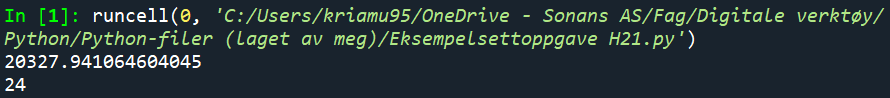 In [1]: runcell(0, 'C:/Users/kriamu95/OneDrive - Sonans AS/Fag/Digitale verktøy/
Python/Python-filer (laget av meg)/Eksempelsettoppgave H21.py')
20327.941064604045
24